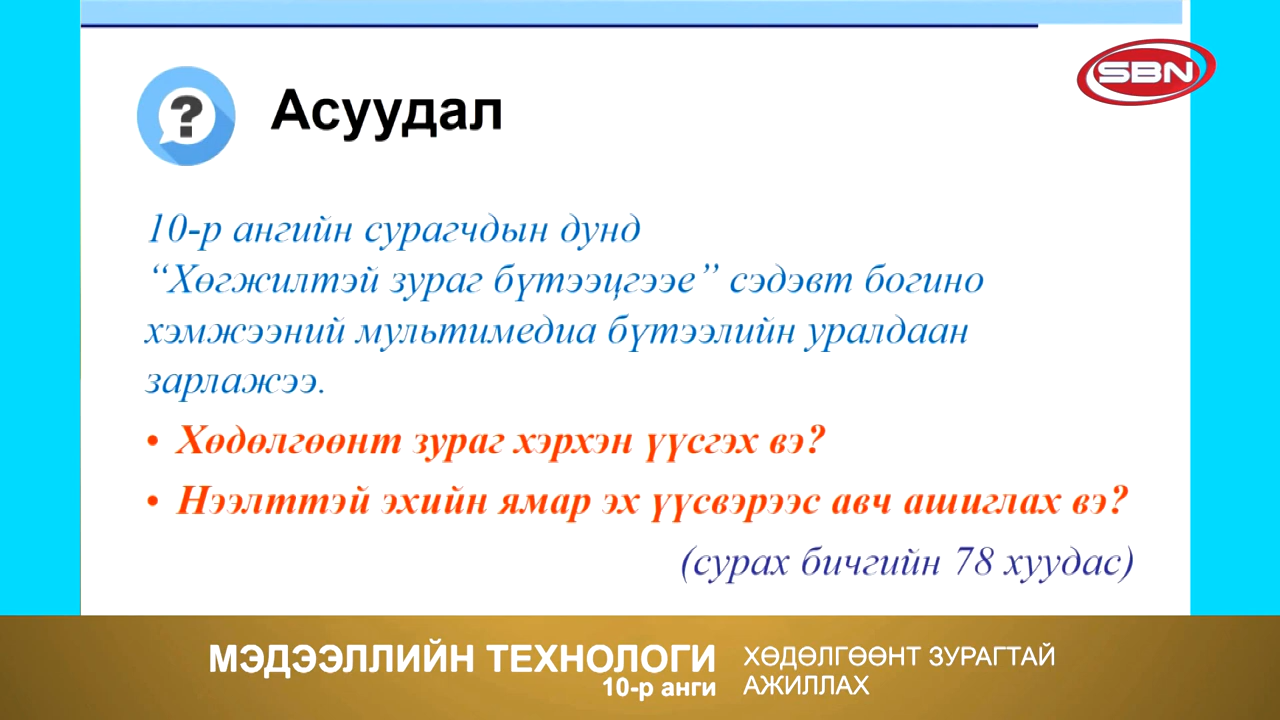 SBN
?
Асуудал
10-р ангийн сурагчдын дунд
“Хөгжилтэй зураг бүтээцгээе” сэдэвт богино
хэмжээний мультимедиа бүтээлийн уралдаан
зарлажээ.
• Хөдөлгөөнт зураг хэрхэн үүсгэх вэ?
• Нээлттэй эхийн ямар эх үүсвэрээс авч ашиглах вэ?
(сурах бичгийн 78 хуудас)
МЭДЭЭЛЛИЙН ТЕХНОЛОГИ
10-р анги
ХӨДӨЛГӨӨНТ ЗУРАГТАЙ
АЖИЛЛАХ